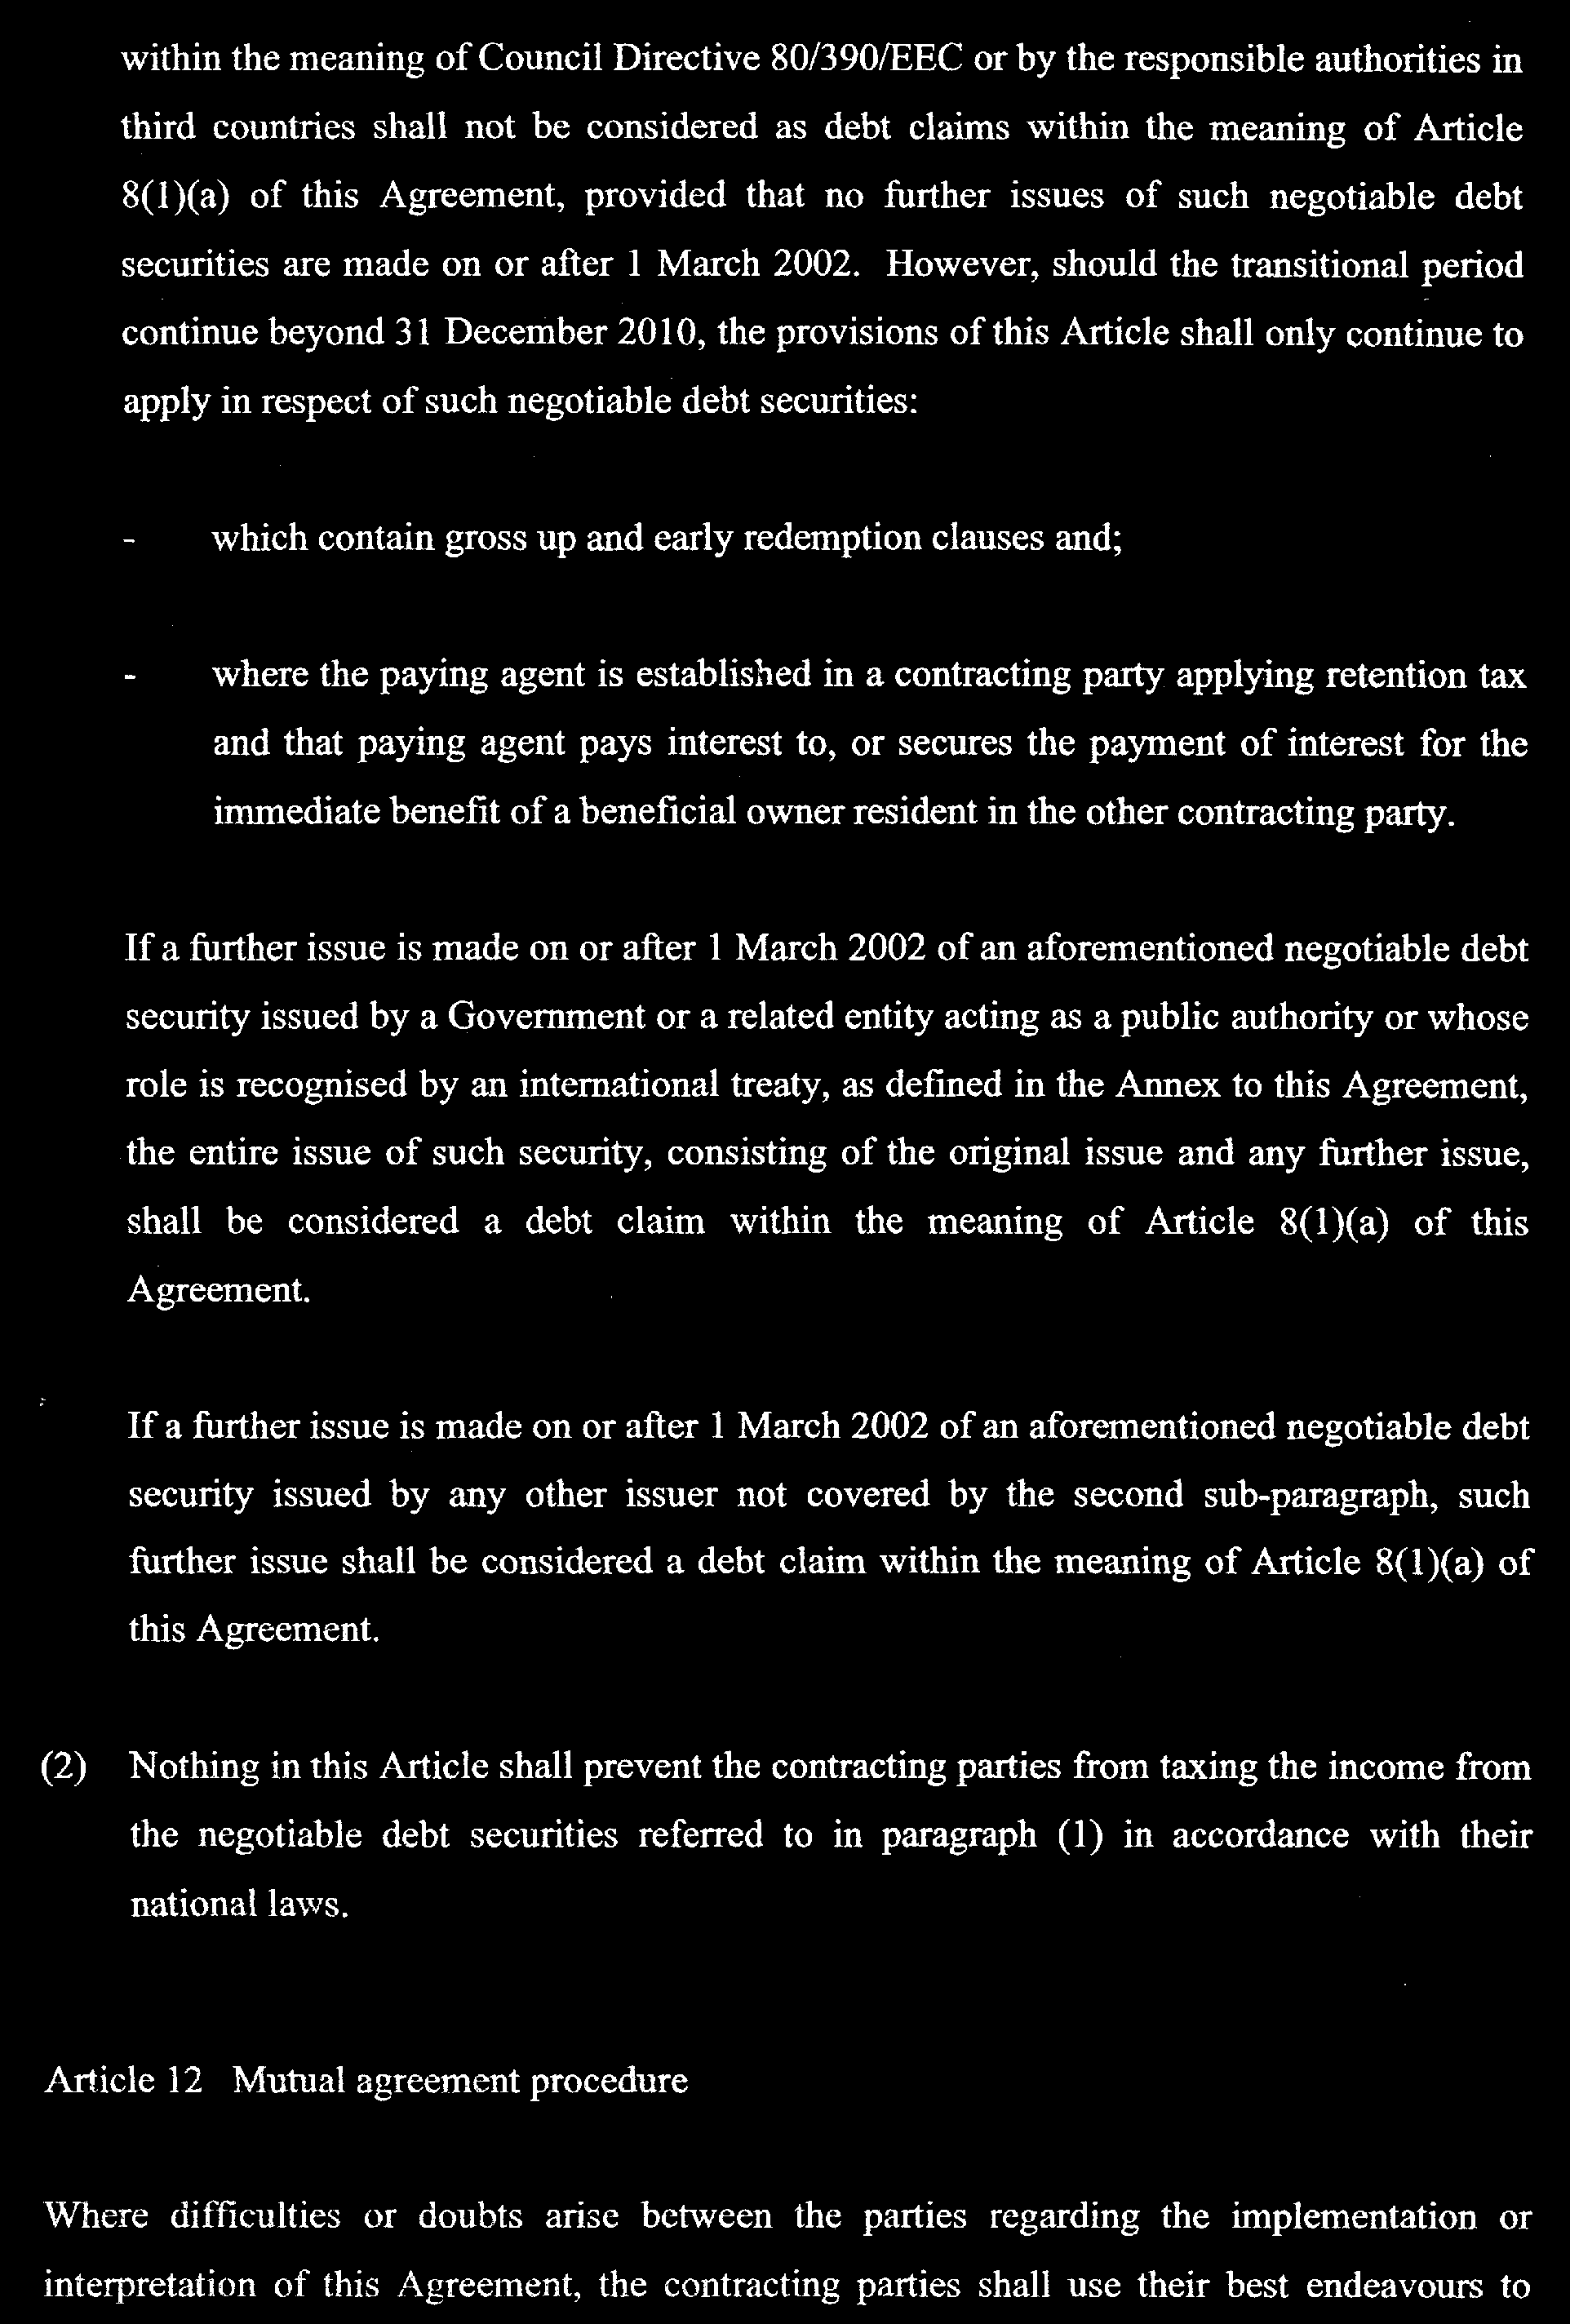 within the meaning of Council Directive 80/390/EEC or by the responsible authorities in
third countries shall not be considered as debt claims within the meaning of Article
8(1)(a) of this Agreement, provided that no further issues of such negotiable debt
securities are made on or after 1 March 2002. However, should the transitional period
continue beyond 31 December 2010, the provisions of this Article shall only continue to
apply in respect of such negotiable debt securities:
- which contain gross up and early redemption clauses and;
- where the paying agent is established in a contracting party applying retention tax
and that paying agent pays interest to, or secures the payment of interest for the
immediate benefit of a beneficial owner resident in the other contracting party.
If a further issue is made on or after 1 March 2002 of an aforementioned negotiable debt
security issued by a Government or a related entity acting as a public authority or whose
role is recognised by an international treaty, as defined in the Annex to this Agreement,
the entire issue of such security, consisting of the original issue and any further issue,
shall be considered a debt claim within the meaning of Article 8(1)(a) of this
Agreement.
If a further issue is made on or after 1 March 2002 of an aforementioned negotiable debt
security issued by any other issuer not covered by the second sub-paragraph, such
further issue shall be considered a debt claim within the meaning of Article 8(1)(a) of
this Agreement.
(2) Nothing in this Article shall prevent the contracting parties from taxing the income from
the negotiable debt securities referred to in paragraph (1) in accordance with their
national laws.
Article 12 Mutual agreement procedure
Where difficulties or doubts arise between the parties regarding the implementation or
interpretation of this Agreement, the contracting parties shall use their best endeavours to